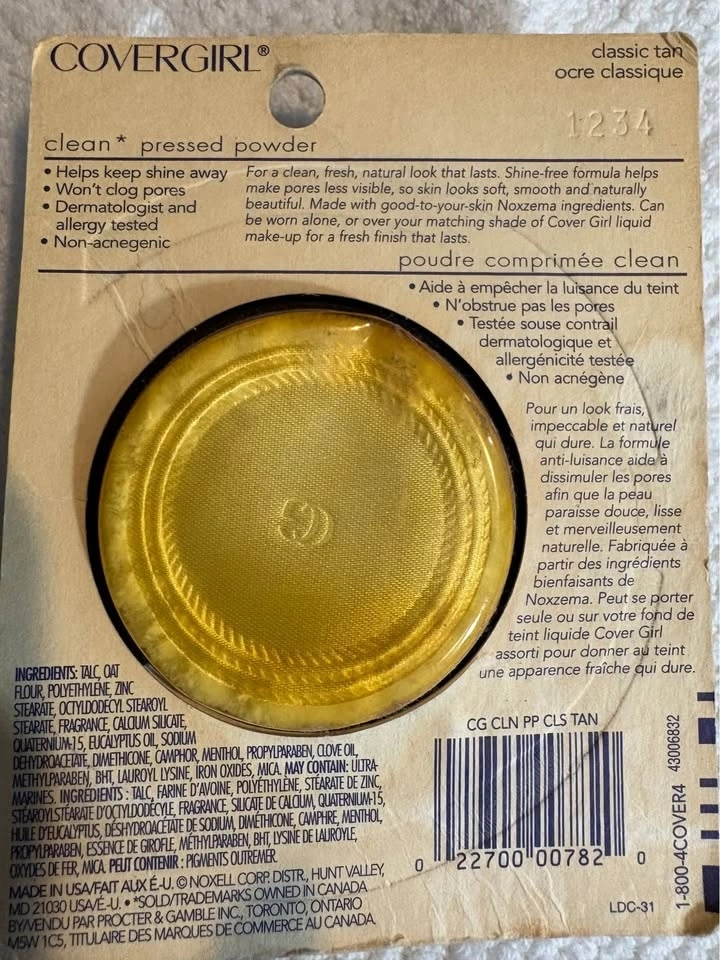 COVERGIRL®
classic tan
ocre classique
1234
clean* pressed powder
• Helps keep shine away
• Won't clog pores
• Dermatologist and
allergy tested
• Non-acnegenic
For a clean, fresh, natural look that lasts. Shine-free formula helps
make pores less visible, so skin looks soft, smooth and naturally
beautiful. Made with good-to-your-skin Noxzema ingredients. Can
be worn alone, or over your matching shade of Cover Girl liquid
make-up for a fresh finish that lasts.
poudre comprimée clean
• Aide à empêcher la luisance du teint
• N'obstrue pas les pores
• Testée souse contrail
dermatologique et
allergénicité testée
• Non acnégène
Pour un look frais,
impeccable et naturel
qui dure. La formule
anti-luisance aide à
dissimuler les pores
afin que la peau
paraisse douce, lisse
et merveilleusement
naturelle. Fabriquée à
partir des ingrédients
bienfaisants de
Noxzema. Peut se porter
seule ou sur votre fond de
teint liquide Cover Girl
assorti pour donner au teint
une apparence fraîche qui dure.
INGREDIENTS: TALC, OAT
FLOUR, POLYETHYLENE, ZINC
STEARATE, OCTYLDODECYL STEAROYL
STEARATE, FRAGRANCE, CALCIUM SILICATE,
QUATERNIUM-15, EUCALYPTUS OIL, SODIUM
DEHYDROACETATE, DIMETHICONE, CAMPHOR, MENTHOL, PROPYLPARABEN, CLOVE OIL,
METHYLPARABEN, BHT, LAUROYL LYSINE, IRON OXIDES, MICA. MAY CONTAIN: ULTRA-
MARINES. INGRÉDIENTS : TALC, FARINE D'AVOINE, POLYÉTHYLÈNE, STÉARATE DE ZINC,
STÉAROYLSTÉARATE D'OCTYLDODÉCYLE, FRAGRANCE, SILICATE DE CALCIUM, QUATERNIUM-15,
HUILE D'EUCALYPTUS, DÉSHYDROACÉTATE DE SODIUM, DIMETHICONE, CAMPHRE, MENTHOL,
PROPYLPARABEN, ESSENCE DE GIROFLE, MÉTHYLPARABEN, BHT, LYSINE DE LAUROYLE,
OXYDES DE FER, MICA. PEUT CONTENIR : PIGMENTS OUTREMER.
MADE IN USA/FAIT AUX É.-U. © NOXELL CORP. DISTR., HUNT VALLEY,
MD 21030 USA/É.-U. • *SOLD/TRADEMARKS OWNED IN CANADA
BY/VENDU PAR PROCTER & GAMBLE INC., TORONTO, ONTARIO
M5W 1C5, TITULAIRE DES MARQUES DE COMMERCE AU CANADA.
CG CLN PP CLS TAN
0 22700 00782 0
LDC-31
1-800-4COVER4
43006832